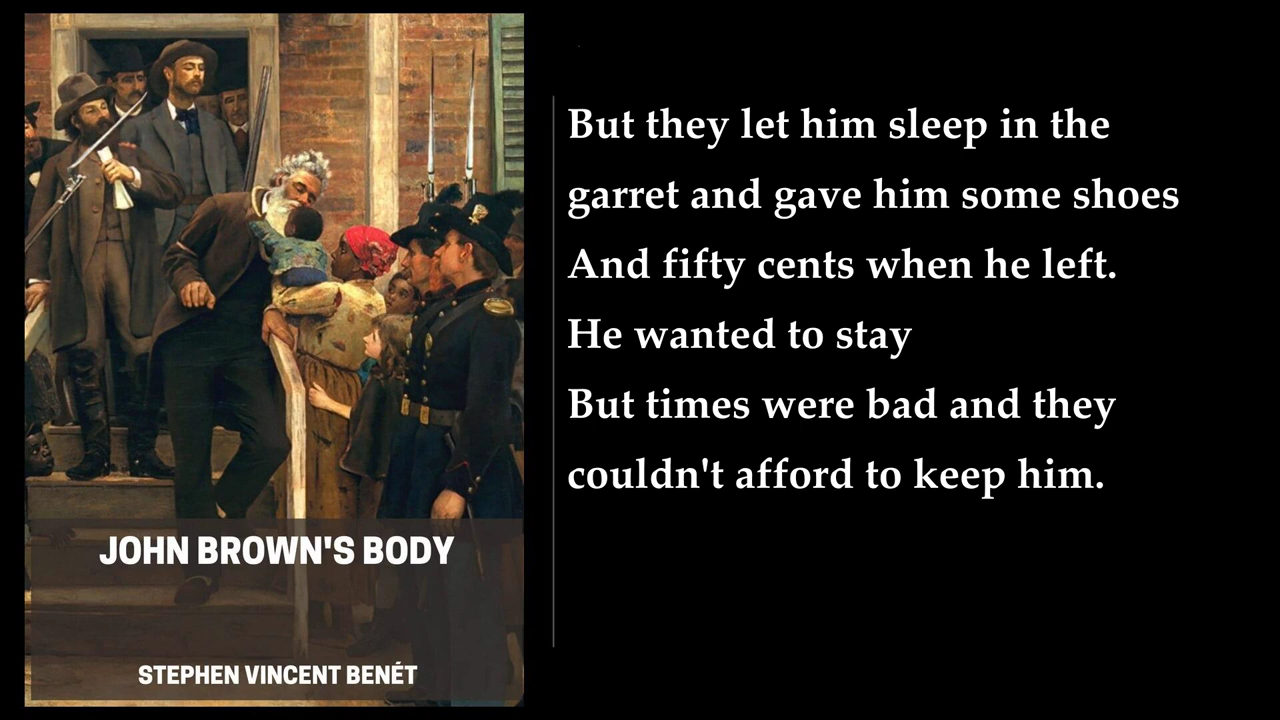 JOHN BROWN'S BODY
STEPHEN VINCENT BENÉT
But they let him sleep in the
garret and gave him some shoes
And fifty cents when he left.
He wanted to stay
But times were bad and they
couldn't afford to keep him.